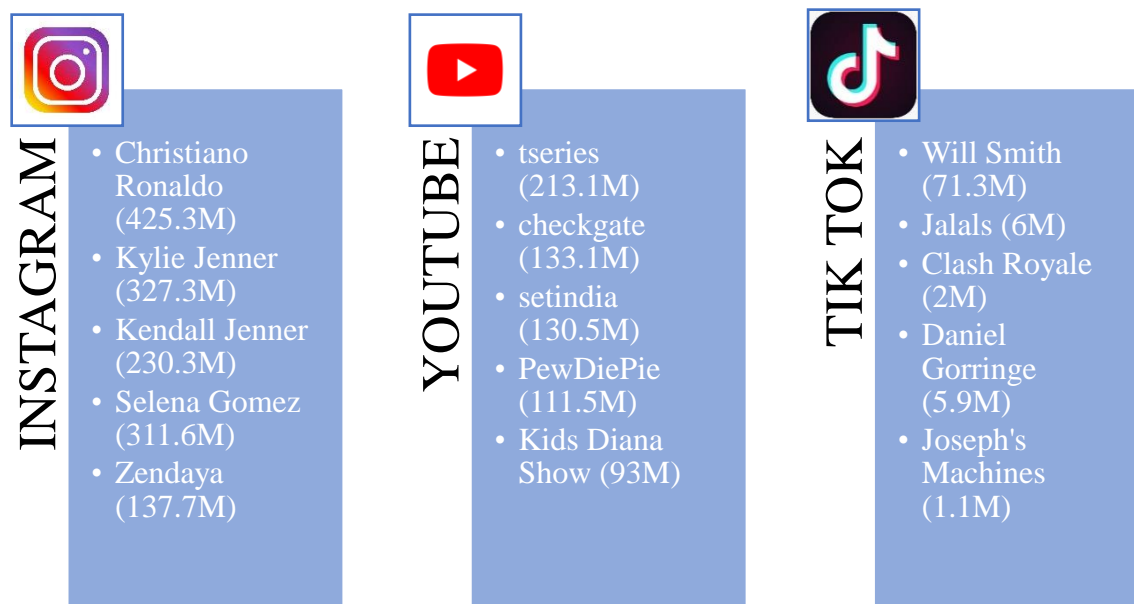 INSTAGRAM
• Christiano
Ronaldo
(425.3M)
• Kylie Jenner
(327.3M)
• Kendall Jenner
(230.3M)
• Selena Gomez
(311.6M)
• Zendaya
(137.7M)
YOUTUBE
• tseries
(213.1M)
• checkgate
(133.1M)
• setindia
(130.5M)
• PewDiePie
(111.5M)
• Kids Diana
Show (93M)
TIK TOK
• Will Smith
(71.3M)
• Jalals (6M)
• Clash Royale
(2M)
• Daniel
Gorringe
(5.9M)
• Joseph's
Machines
(1.1M)